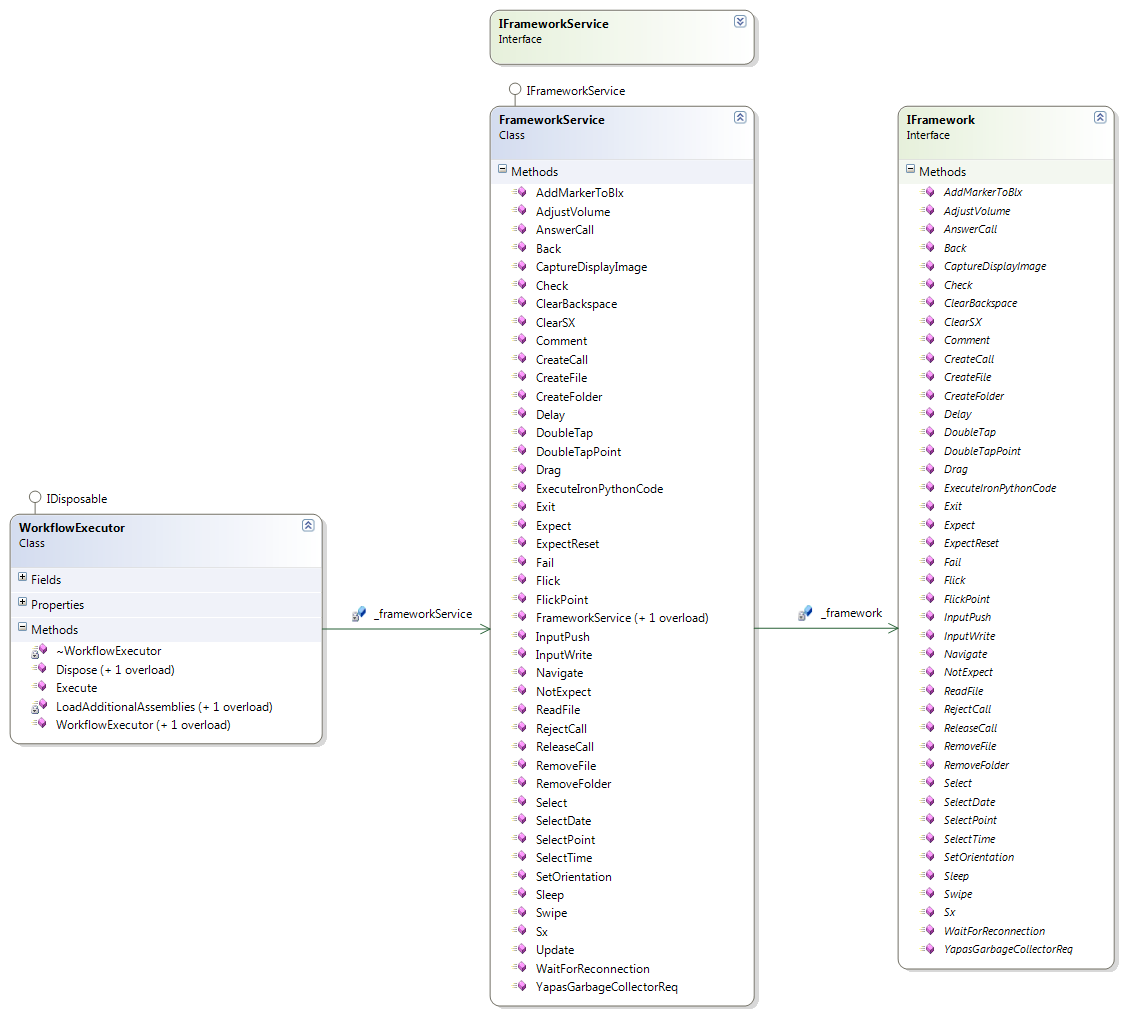 IFrameworkService
Interface
IFrameworkService
FrameworkService
Class
Methods
AddMarkerToBlx
AdjustVolume
AnswerCall
Back
CaptureDisplayImage
Check
ClearBackspace
ClearSX
Comment
CreateCall
CreateFile
CreateFolder
Delay
DoubleTap
DoubleTapPoint
Drag
ExecuteIronPythonCode
Exit
Expect
ExpectReset
Fail
Flick
FlickPoint
FrameworkService (+ 1 overload)
InputPush
InputWrite
Navigate
NotExpect
ReadFile
RejectCall
ReleaseCall
RemoveFile
RemoveFolder
Select
SelectDate
SelectPoint
SelectTime
SetOrientation
Sleep
Swipe
Sx
Update
WaitForReconnection
YapasGarbageCollectorReq
IFramework
Interface
Methods
AddMarkerToBlx
AdjustVolume
AnswerCall
Back
CaptureDisplayImage
Check
ClearBackspace
ClearSX
Comment
CreateCall
CreateFile
CreateFolder
Delay
DoubleTap
DoubleTapPoint
Drag
ExecuteIronPythonCode
Exit
Expect
ExpectReset
Fail
Flick
FlickPoint
InputPush
InputWrite
Navigate
NotExpect
ReadFile
RejectCall
ReleaseCall
RemoveFile
RemoveFolder
Select
SelectDate
SelectPoint
SelectTime
SetOrientation
Sleep
Swipe
Sx
WaitForReconnection
YapasGarbageCollectorReq
IDisposable
WorkflowExecutor
Class
Fields
Properties
Methods
~WorkflowExecutor
Dispose (+ 1 overload)
Execute
LoadAdditionalAssemblies (+ 1 overload)
WorkflowExecutor (+ 1 overload)
_frameworkService
_framework